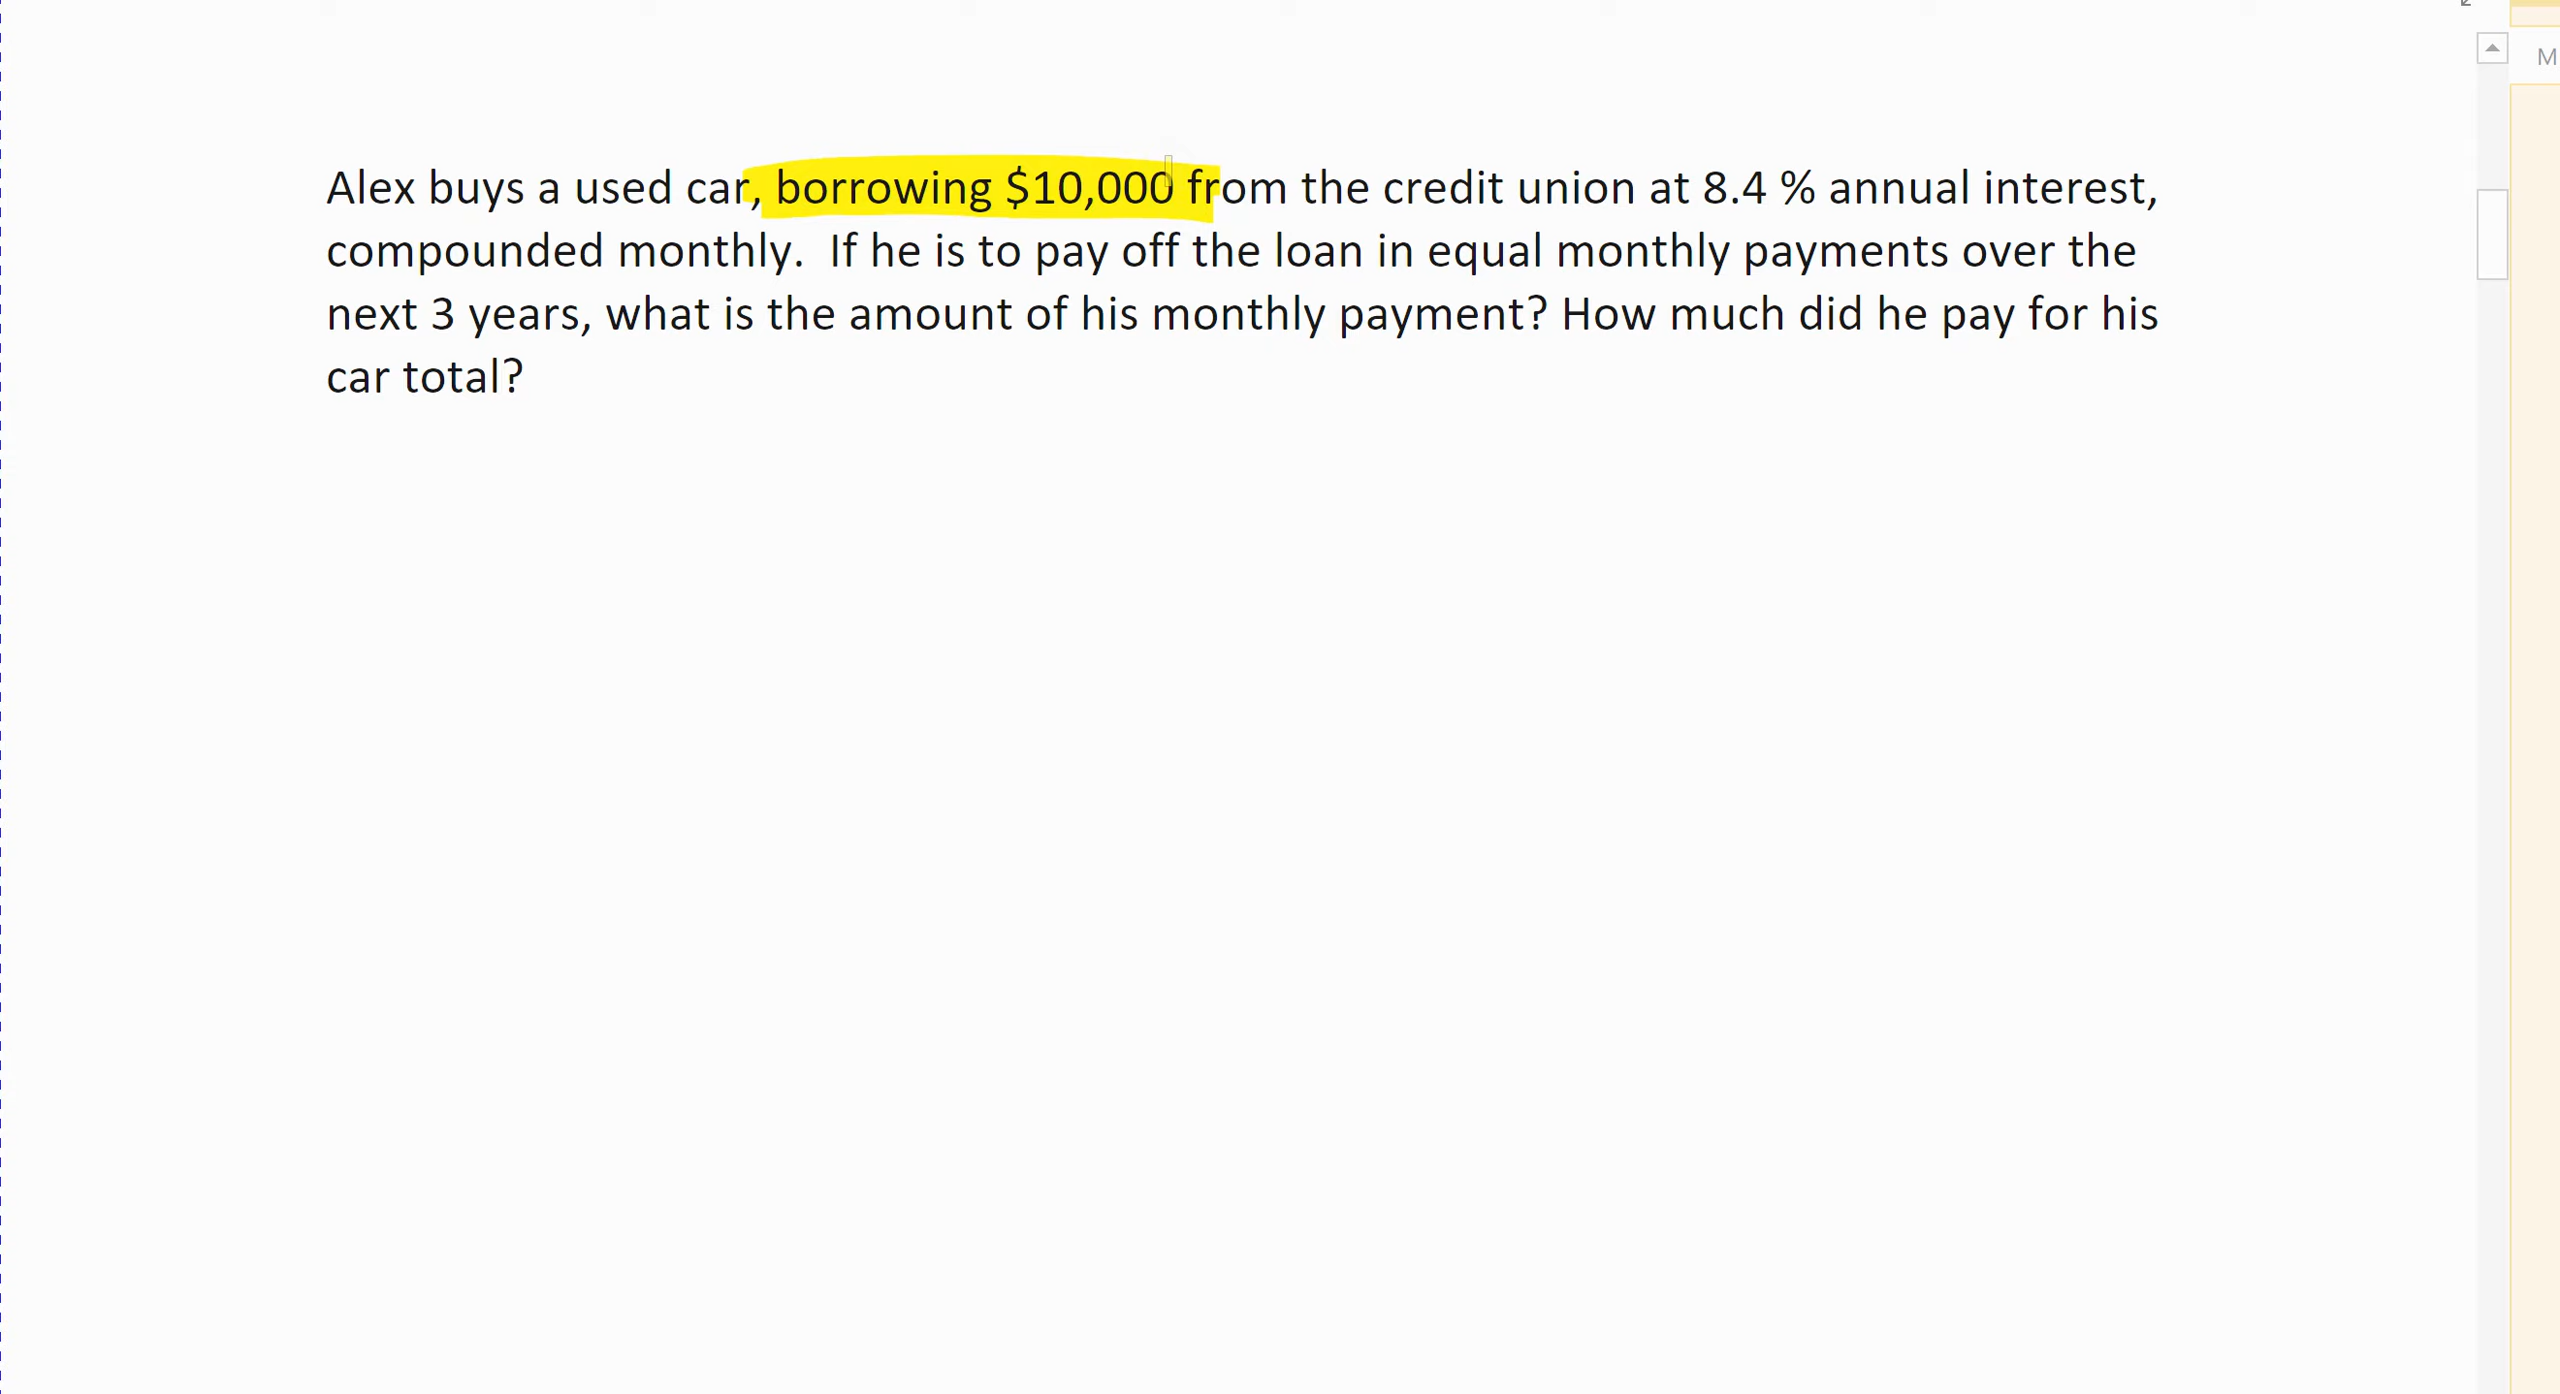 M
Alex buys a used car, borrowing $10,000 from the credit union at 8.4 % annual interest,
compounded monthly.  If he is to pay off the loan in equal monthly payments over the
next 3 years, what is the amount of his monthly payment? How much did he pay for his
car total?